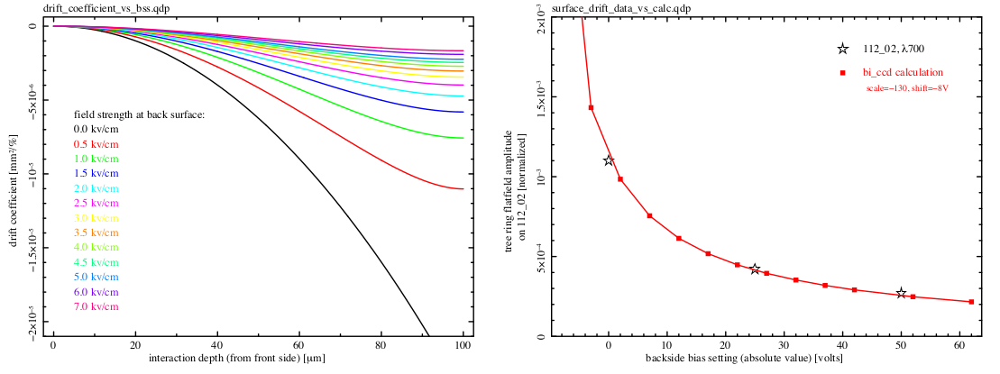 drift_coefficient_vs_bss.qdp
drift coefficient [mm²/%]
0
−5×10⁻⁶
−10⁻⁵
−1.5×10⁻⁵
−2×10⁻⁵
field strength at back surface:
0.0 kv/cm
0.5 kv/cm
1.0 kv/cm
1.5 kv/cm
2.0 kv/cm
2.5 kv/cm
3.0 kv/cm
3.5 kv/cm
4.0 kv/cm
4.5 kv/cm
5.0 kv/cm
6.0 kv/cm
7.0 kv/cm
0 20 40 60 80 100
interaction depth (from front side) [μm]
surface_drift_data_vs_calc.qdp
tree ring flatfield amplitude
on 112_02 [normalized]
2×10⁻³
1.5×10⁻³
10⁻³
5×10⁻⁴
0
112_02, λ700
bi_ccd calculation
scale=−130, shift=−8V
0 10 20 30 40 50 60
backside bias setting (absolute value) [volts]